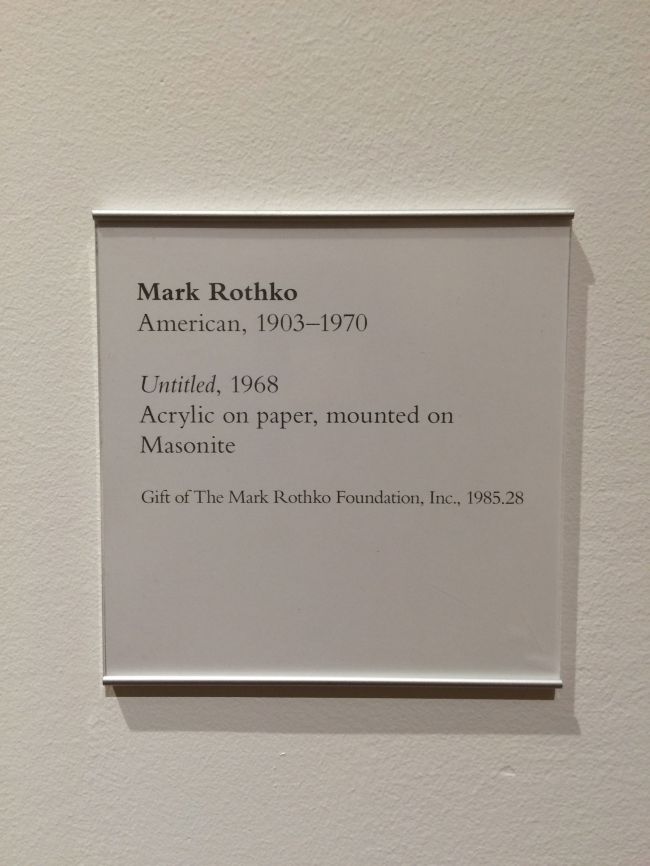 Mark Rothko
American, 1903–1970
Untitled, 1968
Acrylic on paper, mounted on
Masonite
Gift of The Mark Rothko Foundation, Inc., 1985.28